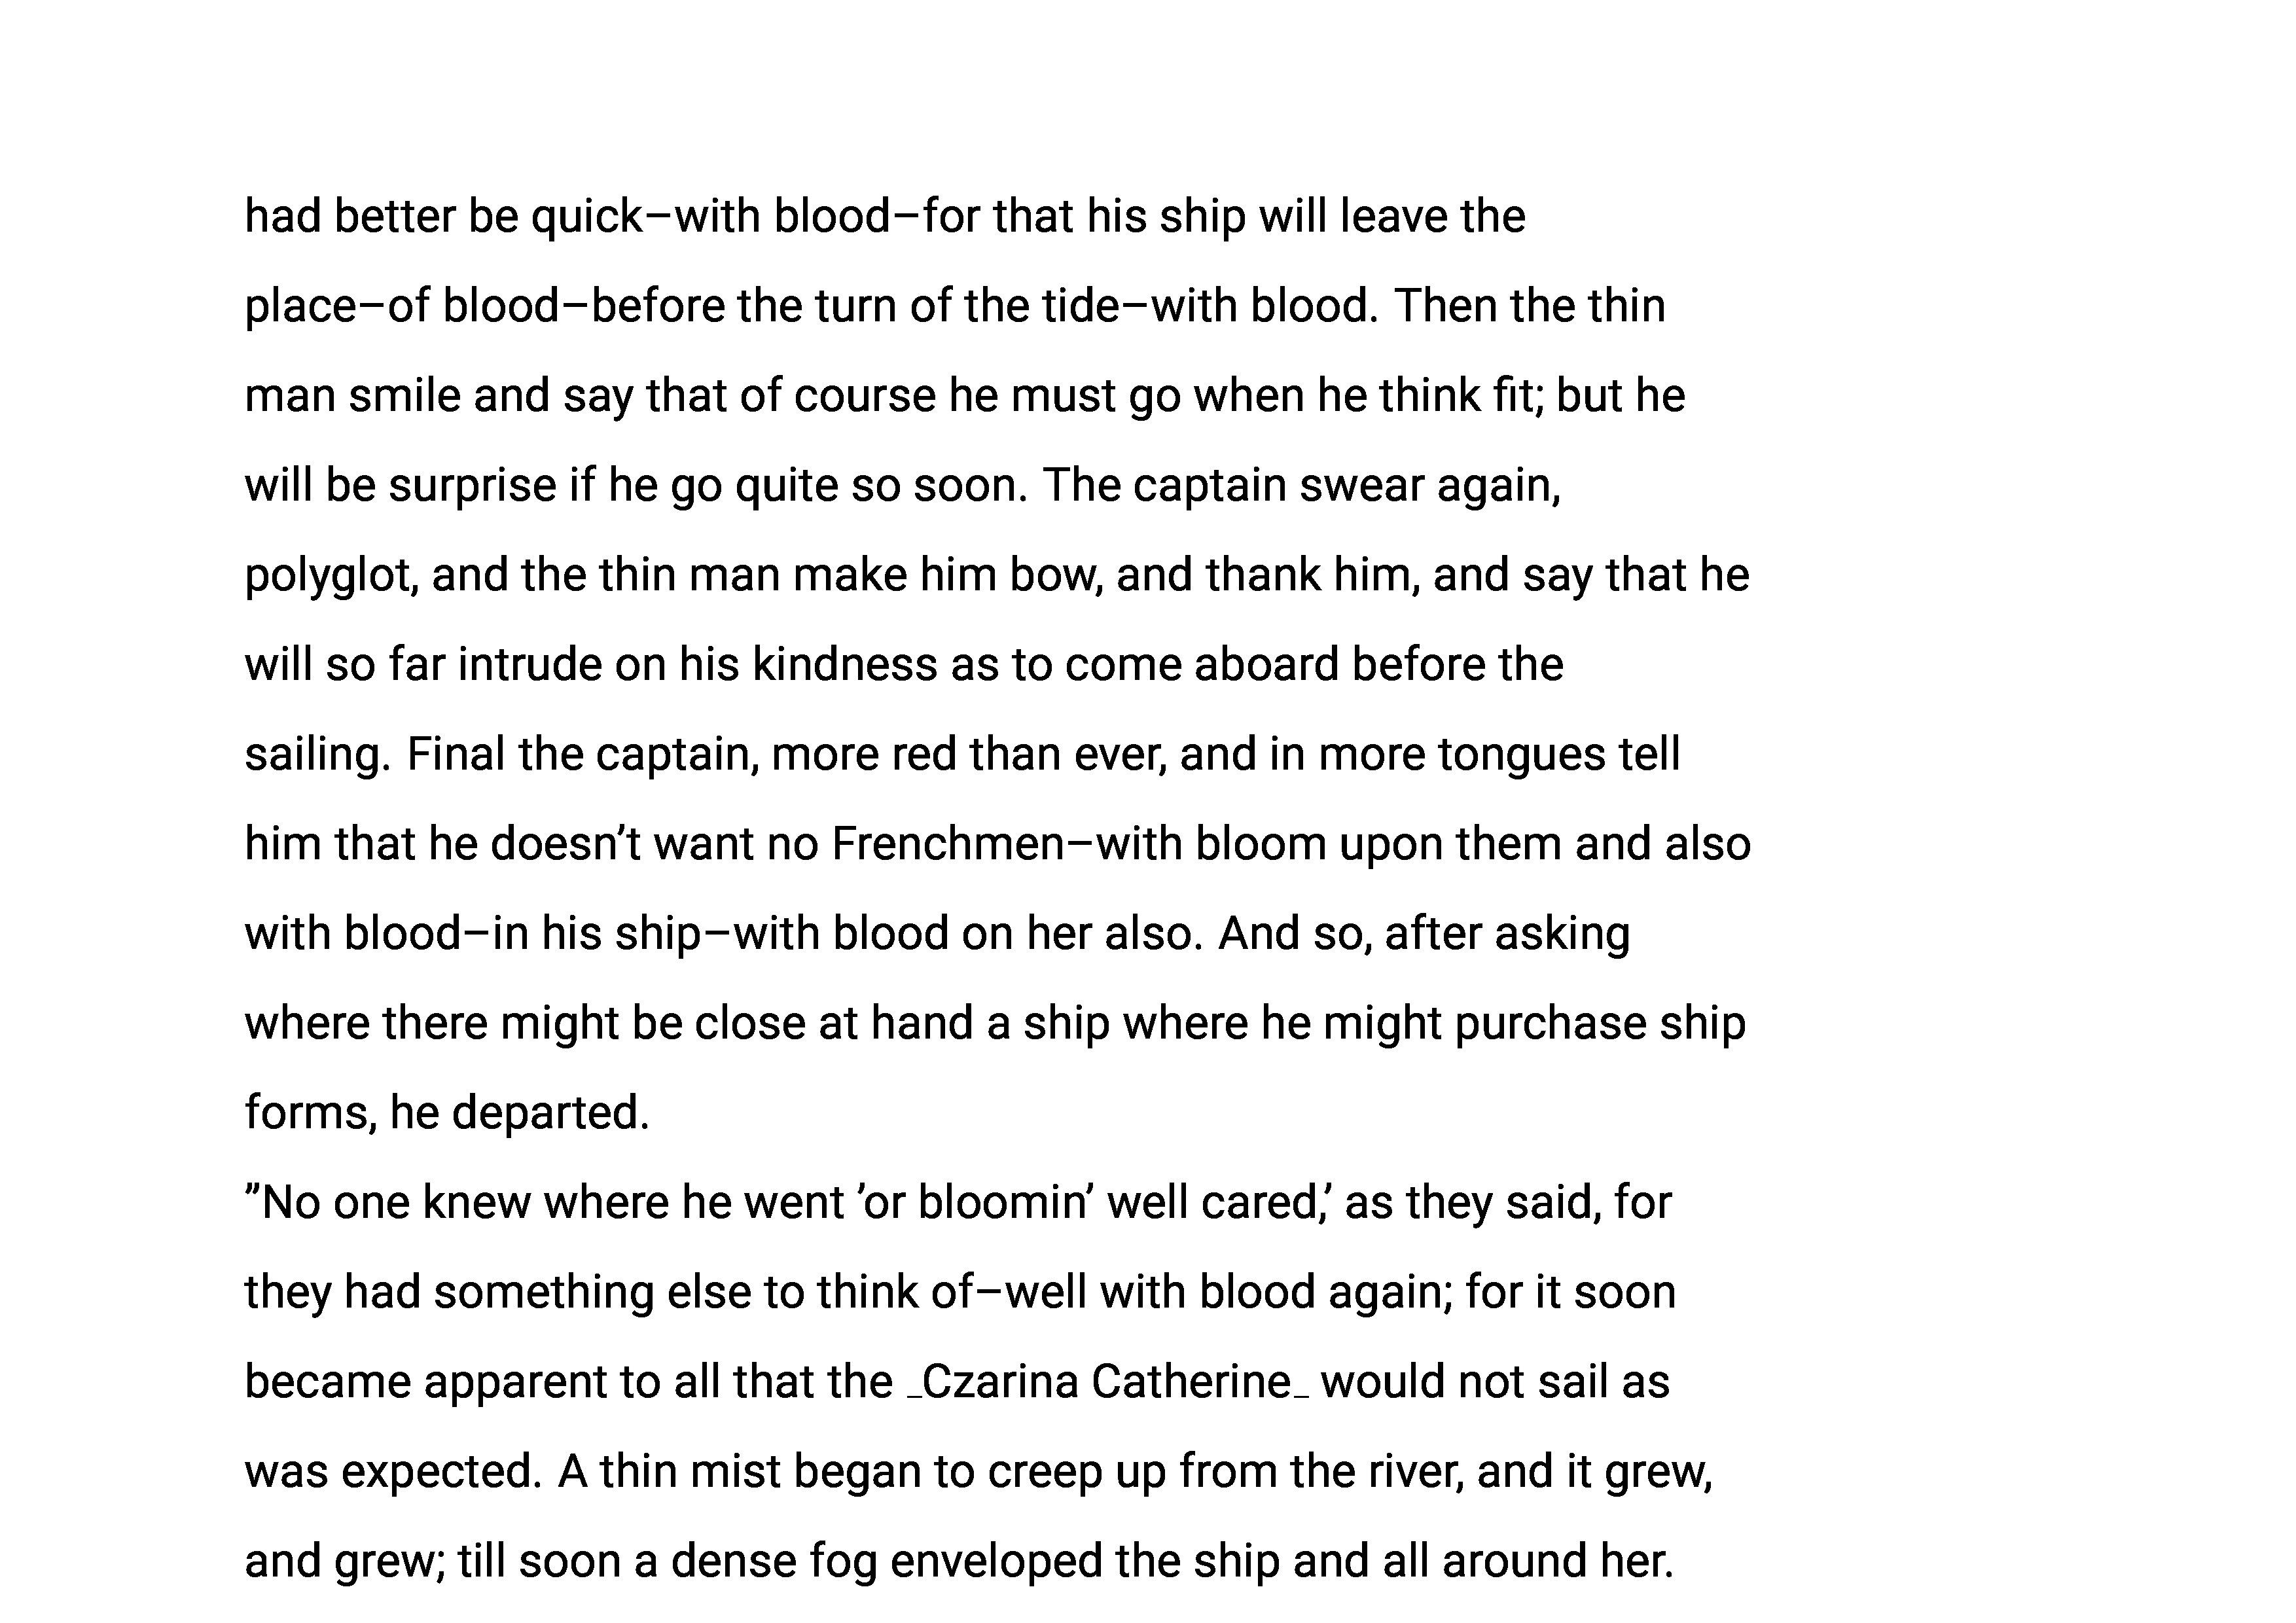 had better be quick–with blood–for that his ship will leave the
place–of blood–before the turn of the tide–with blood. Then the thin
man smile and say that of course he must go when he think fit; but he
will be surprise if he go quite so soon. The captain swear again,
polyglot, and the thin man make him bow, and thank him, and say that he
will so far intrude on his kindness as to come aboard before the
sailing. Final the captain, more red than ever, and in more tongues tell
him that he doesn’t want no Frenchmen–with bloom upon them and also
with blood–in his ship–with blood on her also. And so, after asking
where there might be close at hand a ship where he might purchase ship
forms, he departed.
”No one knew where he went ’or bloomin’ well cared,’ as they said, for
they had something else to think of–well with blood again; for it soon
became apparent to all that the _Czarina Catherine_ would not sail as
was expected. A thin mist began to creep up from the river, and it grew,
and grew; till soon a dense fog enveloped the ship and all around her.